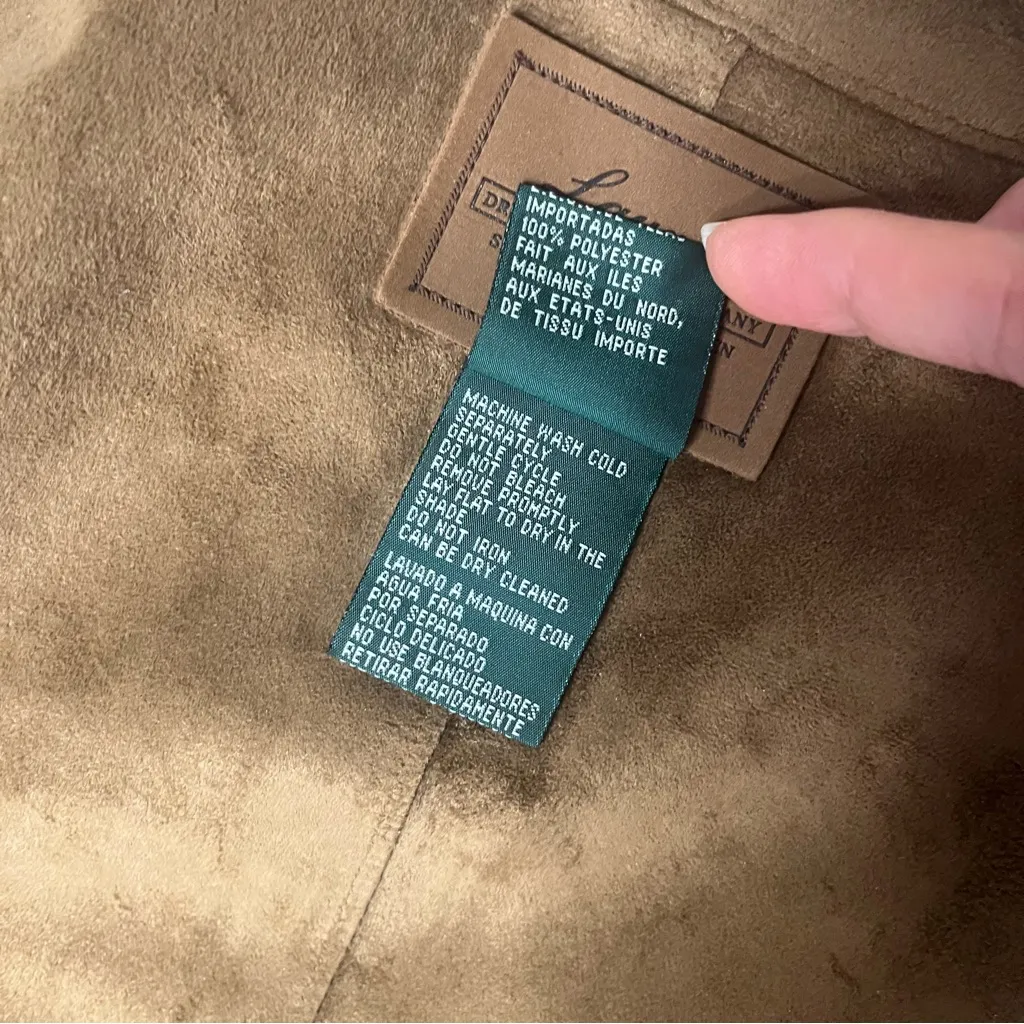 IMPORTADAS
100% POLYESTER
FAIT AUX ILES
MARIANES DU NORD,
AUX ETATS-UNIS
DE TISSU IMPORTE
MACHINE WASH COLD
SEPARATELY
GENTLE CYCLE
DO NOT BLEACH
REMOVE PROMPTLY
LAY FLAT TO DRY IN THE
SHADE
DO NOT IRON
CAN BE DRY CLEANED
LAVADO A MAQUINA CON
AGUA FRIA
POR SEPARADO
CICLO DELICADO
NO USE BLANQUEADORES
RETIRAR RAPIDAMENTE